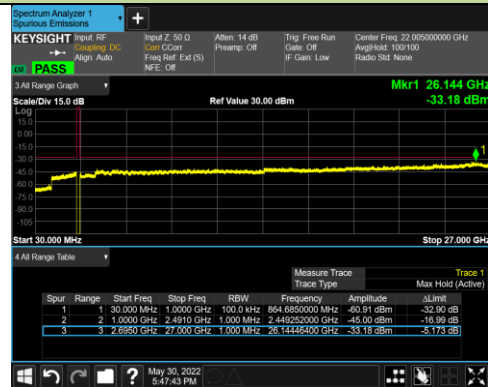 Spectrum Analyzer 1
Spurious Emissions
KEYSIGHT
Input: RF
Coupling: DC
Align: Auto
Input Z: 50 Ω
Corr CCorr
Freq Ref: Ext (S)
NFE: Off
Atten: 14 dB
Preamp: Off
Trig: Free Run
Gate: Off
IF Gain: Low
Center Freq: 22.005000000 GHz
Avg|Hold: 100/100
Radio Std: None
PASS
3 All Range Graph
Mkr1 26.144 GHz
Scale/Div 15.0 dB
Ref Value 30.00 dBm
-33.18 dBm
Log
15.0
0.00
-15.0
-30.0
-45.0
-60.0
-75.0
-90.0
-105
1
Start 30.000 MHz
Stop 27.000 GHz
4 All Range Table
Measure Trace Trace 1
Trace Type Max Hold (Active)
Spur Range Start Freq Stop Freq RBW Frequency Amplitude ΔLimit
1 1 30.000 MHz 1.0000 GHz 100.0 kHz 864.6850000 MHz -60.91 dBm -32.90 dB
2 2 1.0000 GHz 2.4910 GHz 1.000 MHz 2.449252000 GHz -45.00 dBm -16.99 dB
3 3 2.6950 GHz 27.000 GHz 1.000 MHz 26.14446400 GHz -33.18 dBm -5.173 dB
May 30, 2022
5:47:43 PM